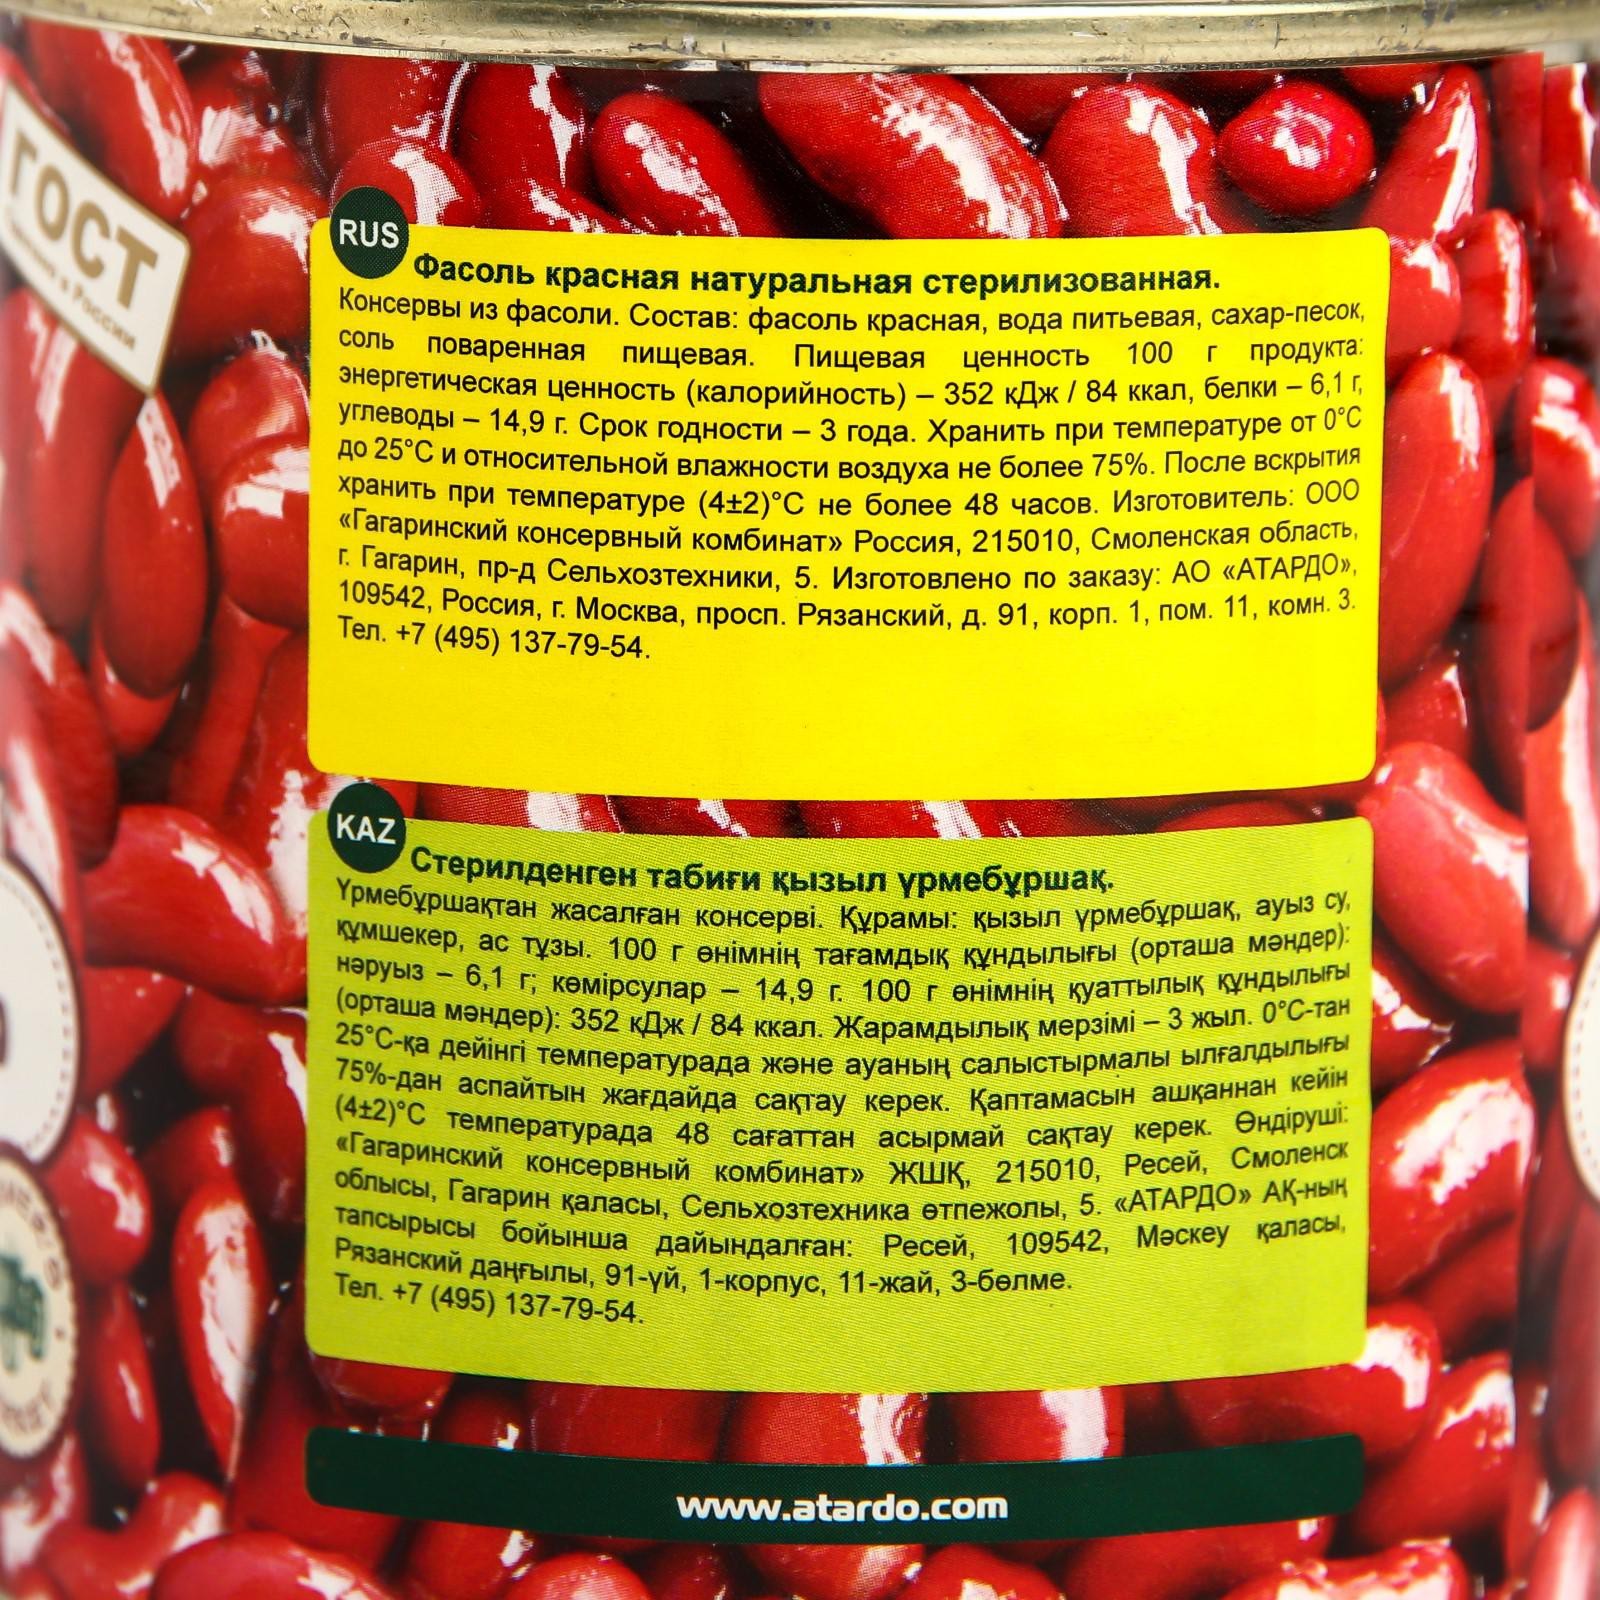 ГОСТ
сделано в России
RUS
Фасоль красная натуральная стерилизованная.
Консервы из фасоли. Состав: фасоль красная, вода питьевая, сахар-песок,
соль поваренная пищевая. Пищевая ценность 100 г продукта:
энергетическая ценность (калорийность) – 352 кДж / 84 ккал, белки – 6,1 г,
углеводы – 14,9 г. Срок годности – 3 года. Хранить при температуре от 0°С
до 25°С и относительной влажности воздуха не более 75%. После вскрытия
хранить при температуре (4±2)°С не более 48 часов. Изготовитель: ООО
«Гагаринский консервный комбинат» Россия, 215010, Смоленская область,
г. Гагарин, пр-д Сельхозтехники, 5. Изготовлено по заказу: АО «АТАРДО»,
109542, Россия, г. Москва, просп. Рязанский, д. 91, корп. 1, пом. 11, комн. 3.
Тел. +7 (495) 137-79-54.
KAZ
Стерилденген табиғи қызыл үрмебұршақ.
Үрмебұршақтан жасалған консерві. Құрамы: қызыл үрмебұршақ, ауыз су,
құмшекер, ас тұзы. 100 г өнімнің тағамдық құндылығы (орташа мәндер):
нәруыз – 6,1 г; көмірсулар – 14,9 г. 100 г өнімнің қуаттылық құндылығы
(орташа мәндер): 352 кДж / 84 ккал. Жарамдылық мерзімі – 3 жыл. 0°С-тан
25°С-қа дейінгі температурада және ауаның салыстырмалы ылғалдылығы
75%-дан аспайтын жағдайда сақтау керек. Қаптамасын ашқаннан кейін
(4±2)°С температурада 48 сағаттан асырмай сақтау керек. Өндіруші:
«Гагаринский консервный комбинат» ЖШҚ, 215010, Ресей, Смоленск
облысы, Гагарин қаласы, Сельхозтехника өтпежолы, 5. «АТАРДО» АҚ-ның
тапсырысы бойынша дайындалған: Ресей, 109542, Мәскеу қаласы,
Рязанский даңғылы, 91-үй, 1-корпус, 11-жай, 3-бөлме.
Тел. +7 (495) 137-79-54.
www.atardo.com